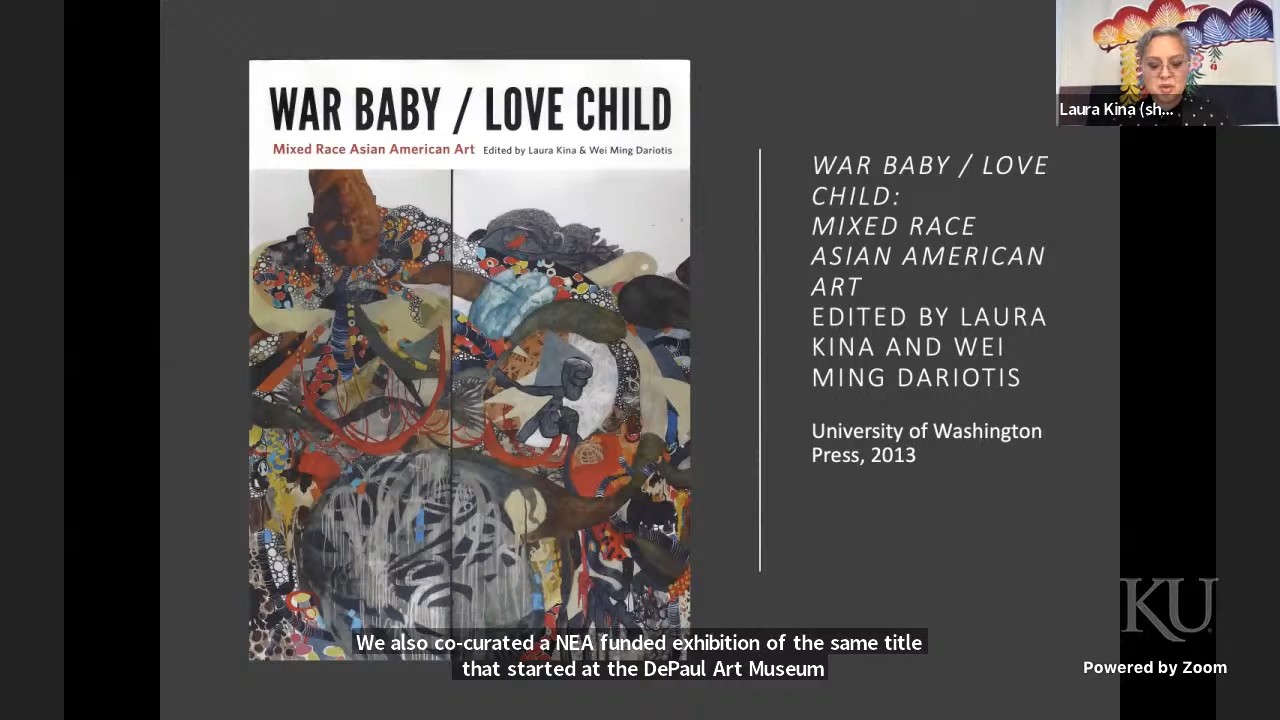 WAR BABY / LOVE CHILD
Mixed Race Asian American Art Edited by Laura Kina & Wei Ming Dariotis
Laura Kina (sh...
WAR BABY / LOVE
CHILD:
MIXED RACE
ASIAN AMERICAN
ART
EDITED BY LAURA
KINA AND WEI
MING DARIOTIS
University of Washington
Press, 2013
KU
We also co-curated a NEA funded exhibition of the same title
that started at the DePaul Art Museum
Powered by Zoom